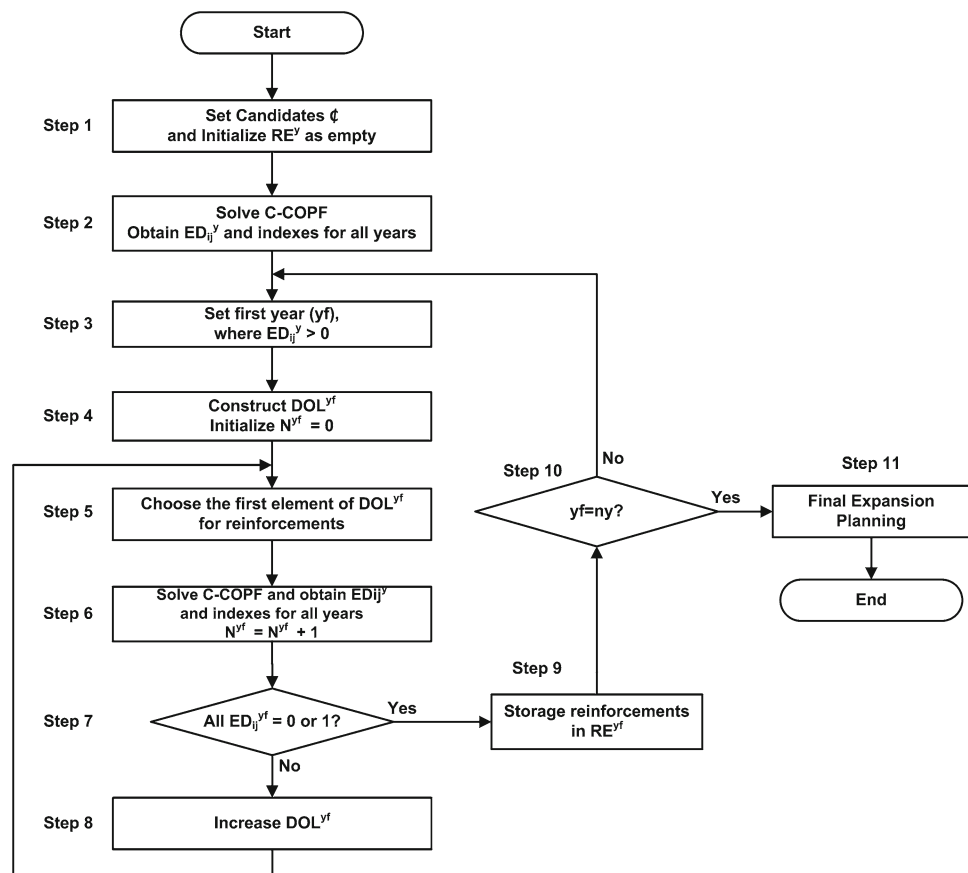 Start
Step 1
Set Candidates ₵
and Initialize RE^y as empty
Step 2
Solve C-COPF
Obtain ED_ij^y and indexes for all years
Step 3
Set first year (yf),
where ED_ij^y > 0
Step 4
Construct DOL^yf
Initialize N^yf = 0
Step 5
Choose the first element of DOL^yf
for reinforcements
Step 6
Solve C-COPF and obtain EDij^y
and indexes for all years
N^yf = N^yf + 1
Step 7
All ED_ij^yf = 0 or 1?
Yes
No
Step 8
Increase DOL^yf
Step 9
Storage reinforcements
in RE^yf
Step 10
No
yf=ny?
Yes
Step 11
Final Expansion
Planning
End